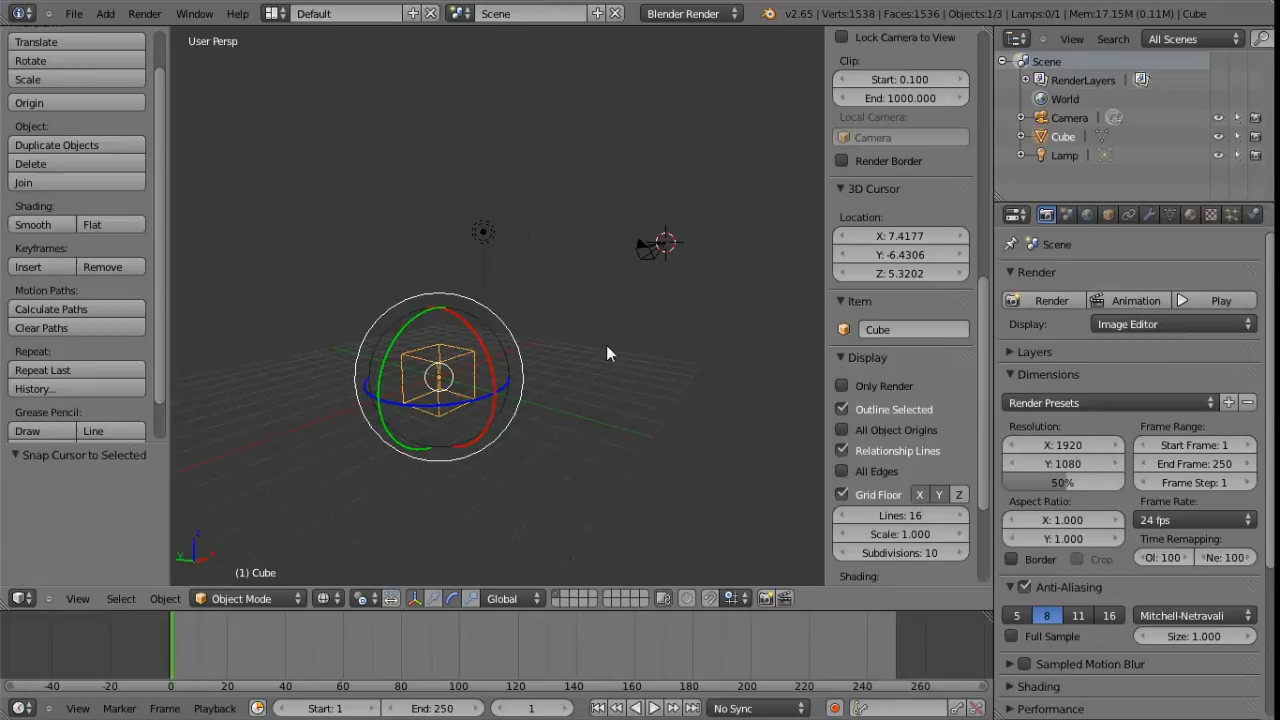 File Add Render Window Help Default Scene Blender Render v2.65 | Verts:1538 | Faces:1536 | Objects:1/3 | Lamps:0/1 | Mem:17.15M (0.11M) | Cube
Translate
Rotate
Scale
Origin
Object:
Duplicate Objects
Delete
Join
Shading:
Smooth Flat
Keyframes:
Insert Remove
Motion Paths:
Calculate Paths
Clear Paths
Repeat:
Repeat Last
History...
Grease Pencil:
Draw Line
Snap Cursor to Selected
User Persp
(1) Cube
Lock Camera to View
Clip:
Start: 0.100
End: 1000.000
Local Camera:
Camera
Render Border
3D Cursor
Location:
X: 7.4177
Y: -6.4306
Z: 5.3202
Item
Cube
Display
Only Render
Outline Selected
All Object Origins
Relationship Lines
All Edges
Grid Floor X Y Z
Lines: 16
Scale: 1.000
Subdivisions: 10
Shading:
View Search All Scenes
Scene
RenderLayers |
World
Camera |
Cube |
Lamp |
Scene
Render
Render Animation Play
Display: Image Editor
Layers
Dimensions
Render Presets
Resolution: Frame Range:
X: 1920 Start Frame: 1
Y: 1080 End Frame: 250
50% Frame Step: 1
Aspect Ratio: Frame Rate:
X: 1.000 24 fps
Y: 1.000 Time Remapping:
Border Crop Ol: 100 Ne: 100
Anti-Aliasing
5 8 11 16 Mitchell-Netravali
Full Sample Size: 1.000
Sampled Motion Blur
Shading
Performance
View Select Object Object Mode Global
-40 -20 0 20 40 60 80 100 120 140 160 180 200 220 240 260
View Marker Frame Playback Start: 1 End: 250 1 No Sync